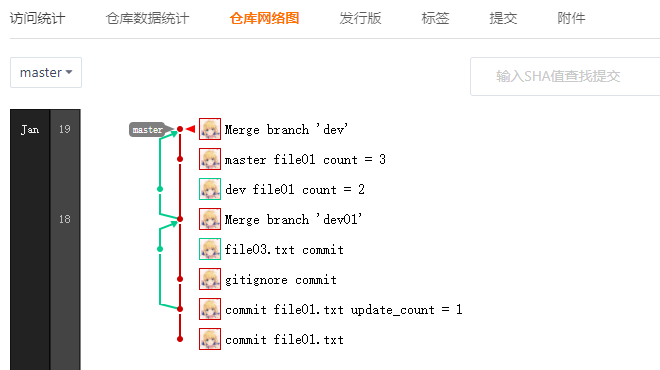 访问统计 仓库数据统计 仓库网络图 发行版 标签 提交 附件
master 输入SHA值查找提交
Jan 19 master Merge branch 'dev'
master file01 count = 3
dev file01 count = 2
18 Merge branch 'dev01'
file03.txt commit
gitignore commit
commit file01.txt update_count = 1
commit file01.txt